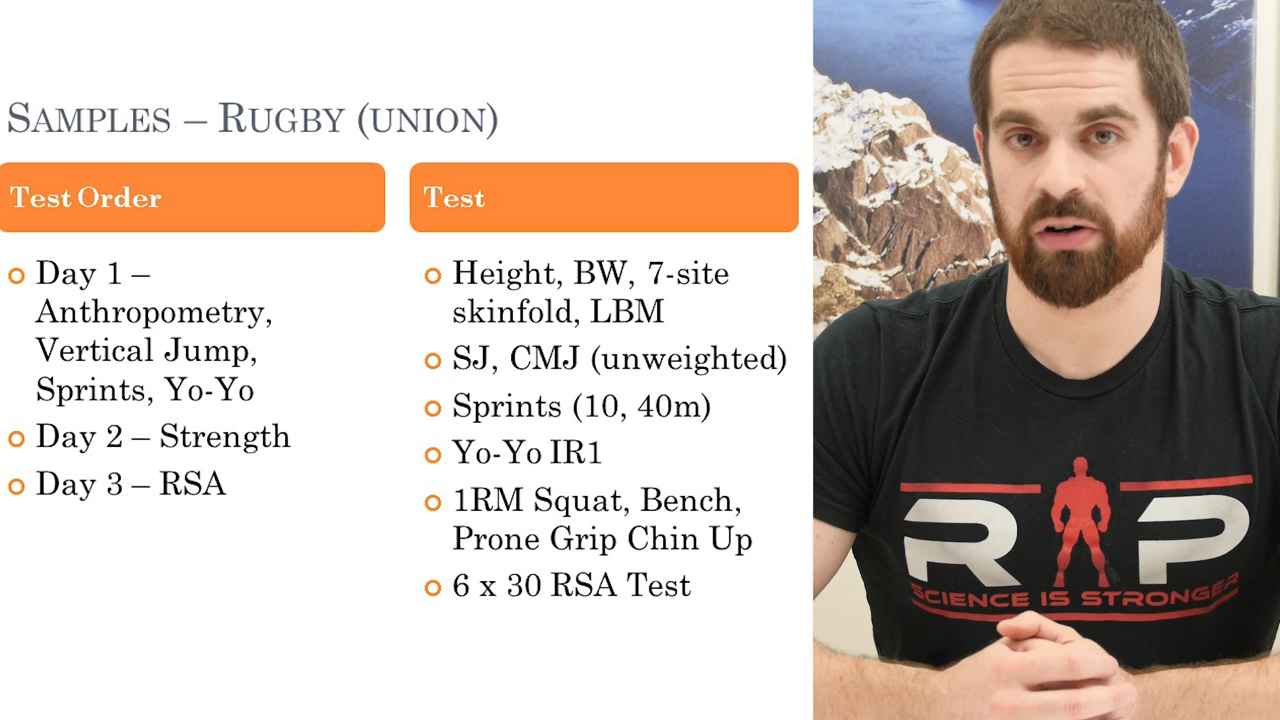 SAMPLES – RUGBY (UNION)
Test Order
Day 1 –
Anthropometry,
Vertical Jump,
Sprints, Yo-Yo
Day 2 – Strength
Day 3 – RSA
Test
Height, BW, 7-site
skinfold, LBM
SJ, CMJ (unweighted)
Sprints (10, 40m)
Yo-Yo IR1
1RM Squat, Bench,
Prone Grip Chin Up
6 x 30 RSA Test
R P
SCIENCE IS STRONGER